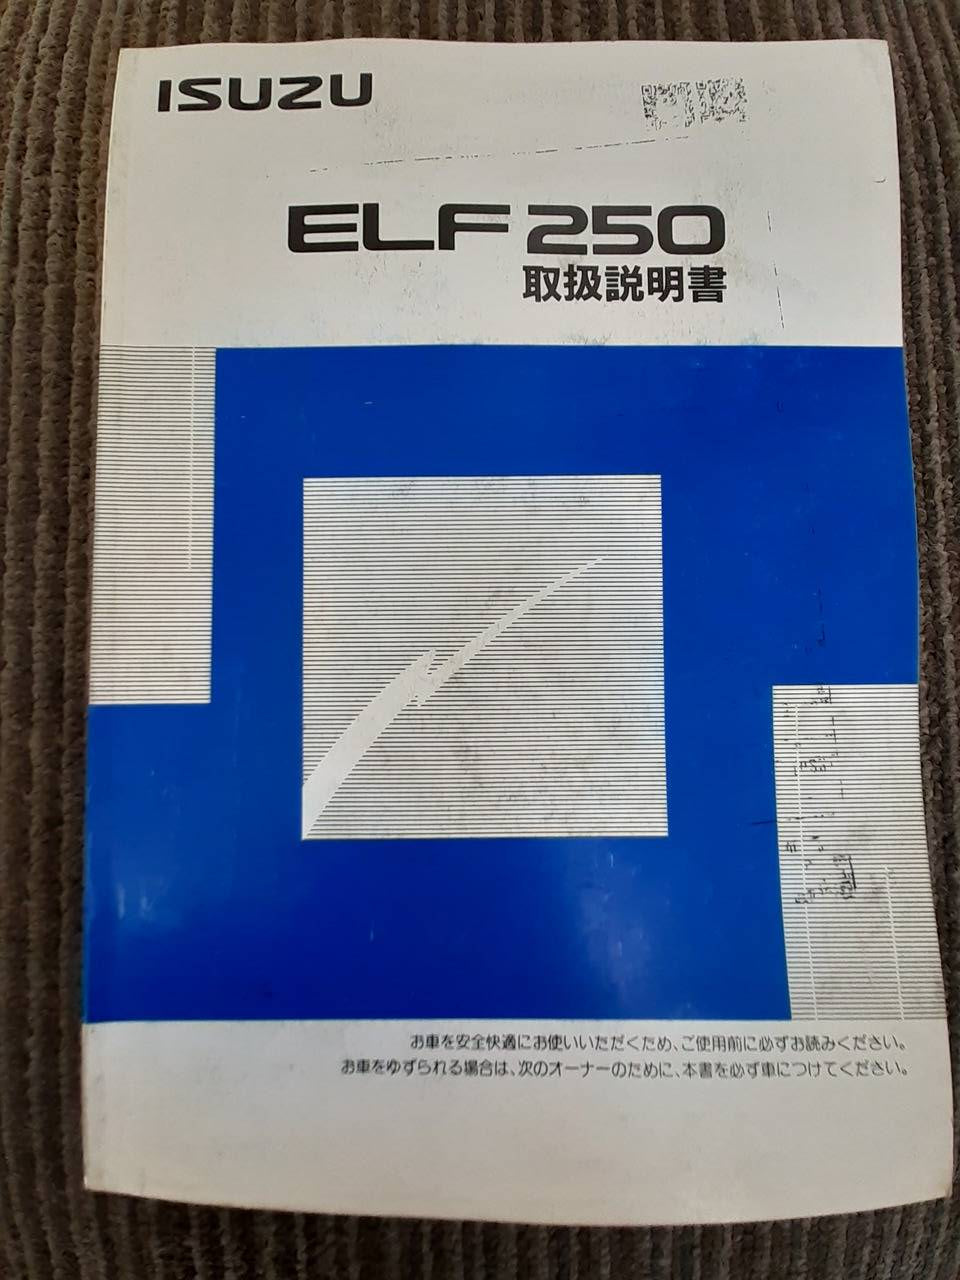 ISUZU
ELF 250
取扱説明書
お車を安全快適にお使いいただくため、ご使用前に必ずお読みください。
お車をゆずられる場合は、次のオーナーのために、本書を必ず車につけてください。